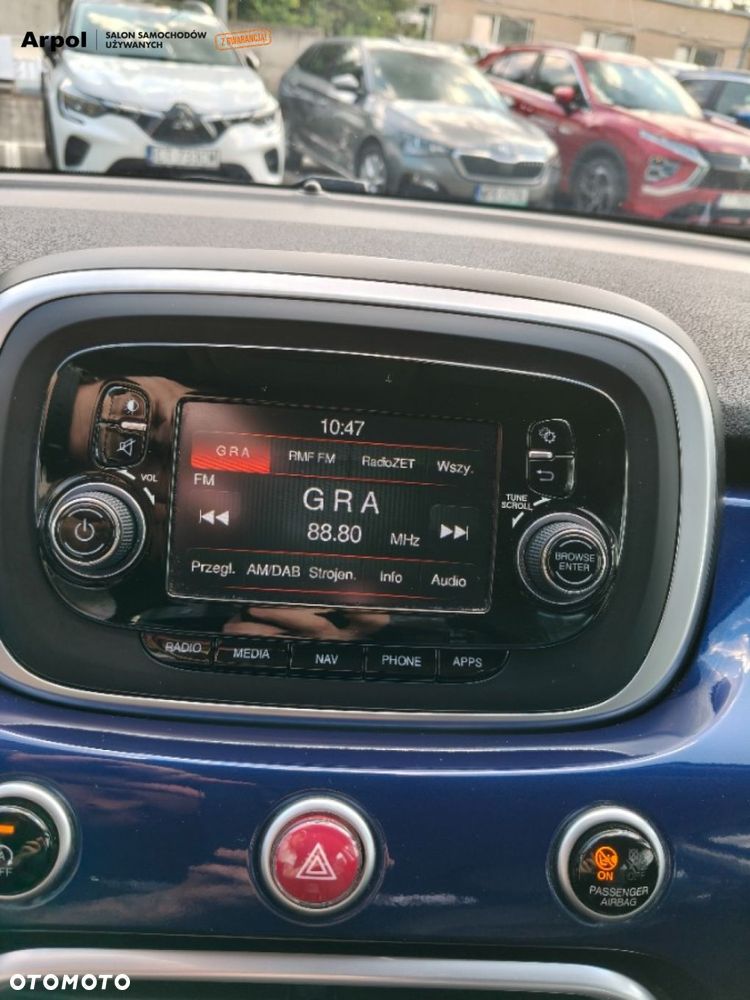 Arpol
SALON SAMOCHODÓW
UŻYWANYCH
Z GWARANCJĄ!
10:47
GRA RMF FM RadioZET Wszy.
FM
GRA
88.80 MHz
Przegl. AM/DAB Strojen. Info Audio
VOL
TUNE
SCROLL
BROWSE
ENTER
RADIO MEDIA NAV PHONE APPS
A
OFF
ON OFF
PASSENGER
AIRBAG
OTOMOTO